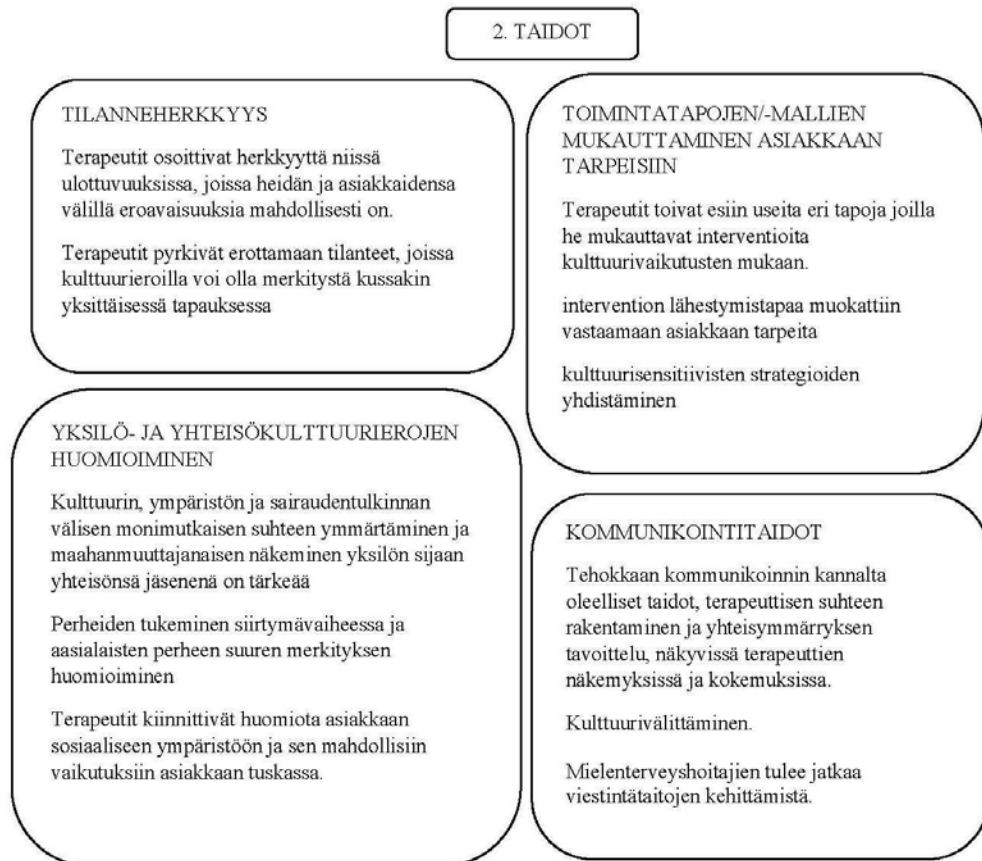 2. TAIDOT
TILANNEHERKKYYS
Terapeutit osoittivat herkkyyttä niissä
ulottuvuuksissa, joissa heidän ja asiakkaidensa
välillä eroavaisuuksia mahdollisesti on.
Terapeutit pyrkivät erottamaan tilanteet, joissa
kulttuurieroilla voi olla merkitystä kussakin
yksittäisessä tapauksessa
TOIMINTATAPOJEN/-MALLIEN
MUKAUTTAMINEN ASIAKKAAN
TARPEISIIN
Terapeutit toivat esiin useita eri tapoja joilla
he mukauttavat interventioita
kulttuurivaikutusten mukaan.
intervention lähestymistapaa muokattiin
vastaamaan asiakkaan tarpeita
kulttuurisensitiivisten strategioiden
yhdistäminen
YKSILÖ- JA YHTEISÖKULTTUURIEROJEN
HUOMIOIMINEN
Kulttuurin, ympäristön ja sairaudentulkinnan
välisen monimutkaisen suhteen ymmärtäminen ja
maahanmuuttajanaisen näkeminen yksilön sijaan
yhteisönsä jäsenenä on tärkeää
Perheiden tukeminen siirtymävaiheessa ja
aasialaisten perheen suuren merkityksen
huomioiminen
Terapeutit kiinnittivät huomiota asiakkaan
sosiaaliseen ympäristöön ja sen mahdollisiin
vaikutuksiin asiakkaan tuskassa.
KOMMUNIKOINTITAIDOT
Tehokkaan kommunikoinnin kannalta
oleelliset taidot, terapeuttisen suhteen
rakentaminen ja yhteisymmärryksen
tavoittelu, näkyvissä terapeuttien
näkemyksissä ja kokemuksissa.
Kulttuurivälittäminen.
Mielenterveyshoitajien tulee jatkaa
viestintätaitojen kehittämistä.